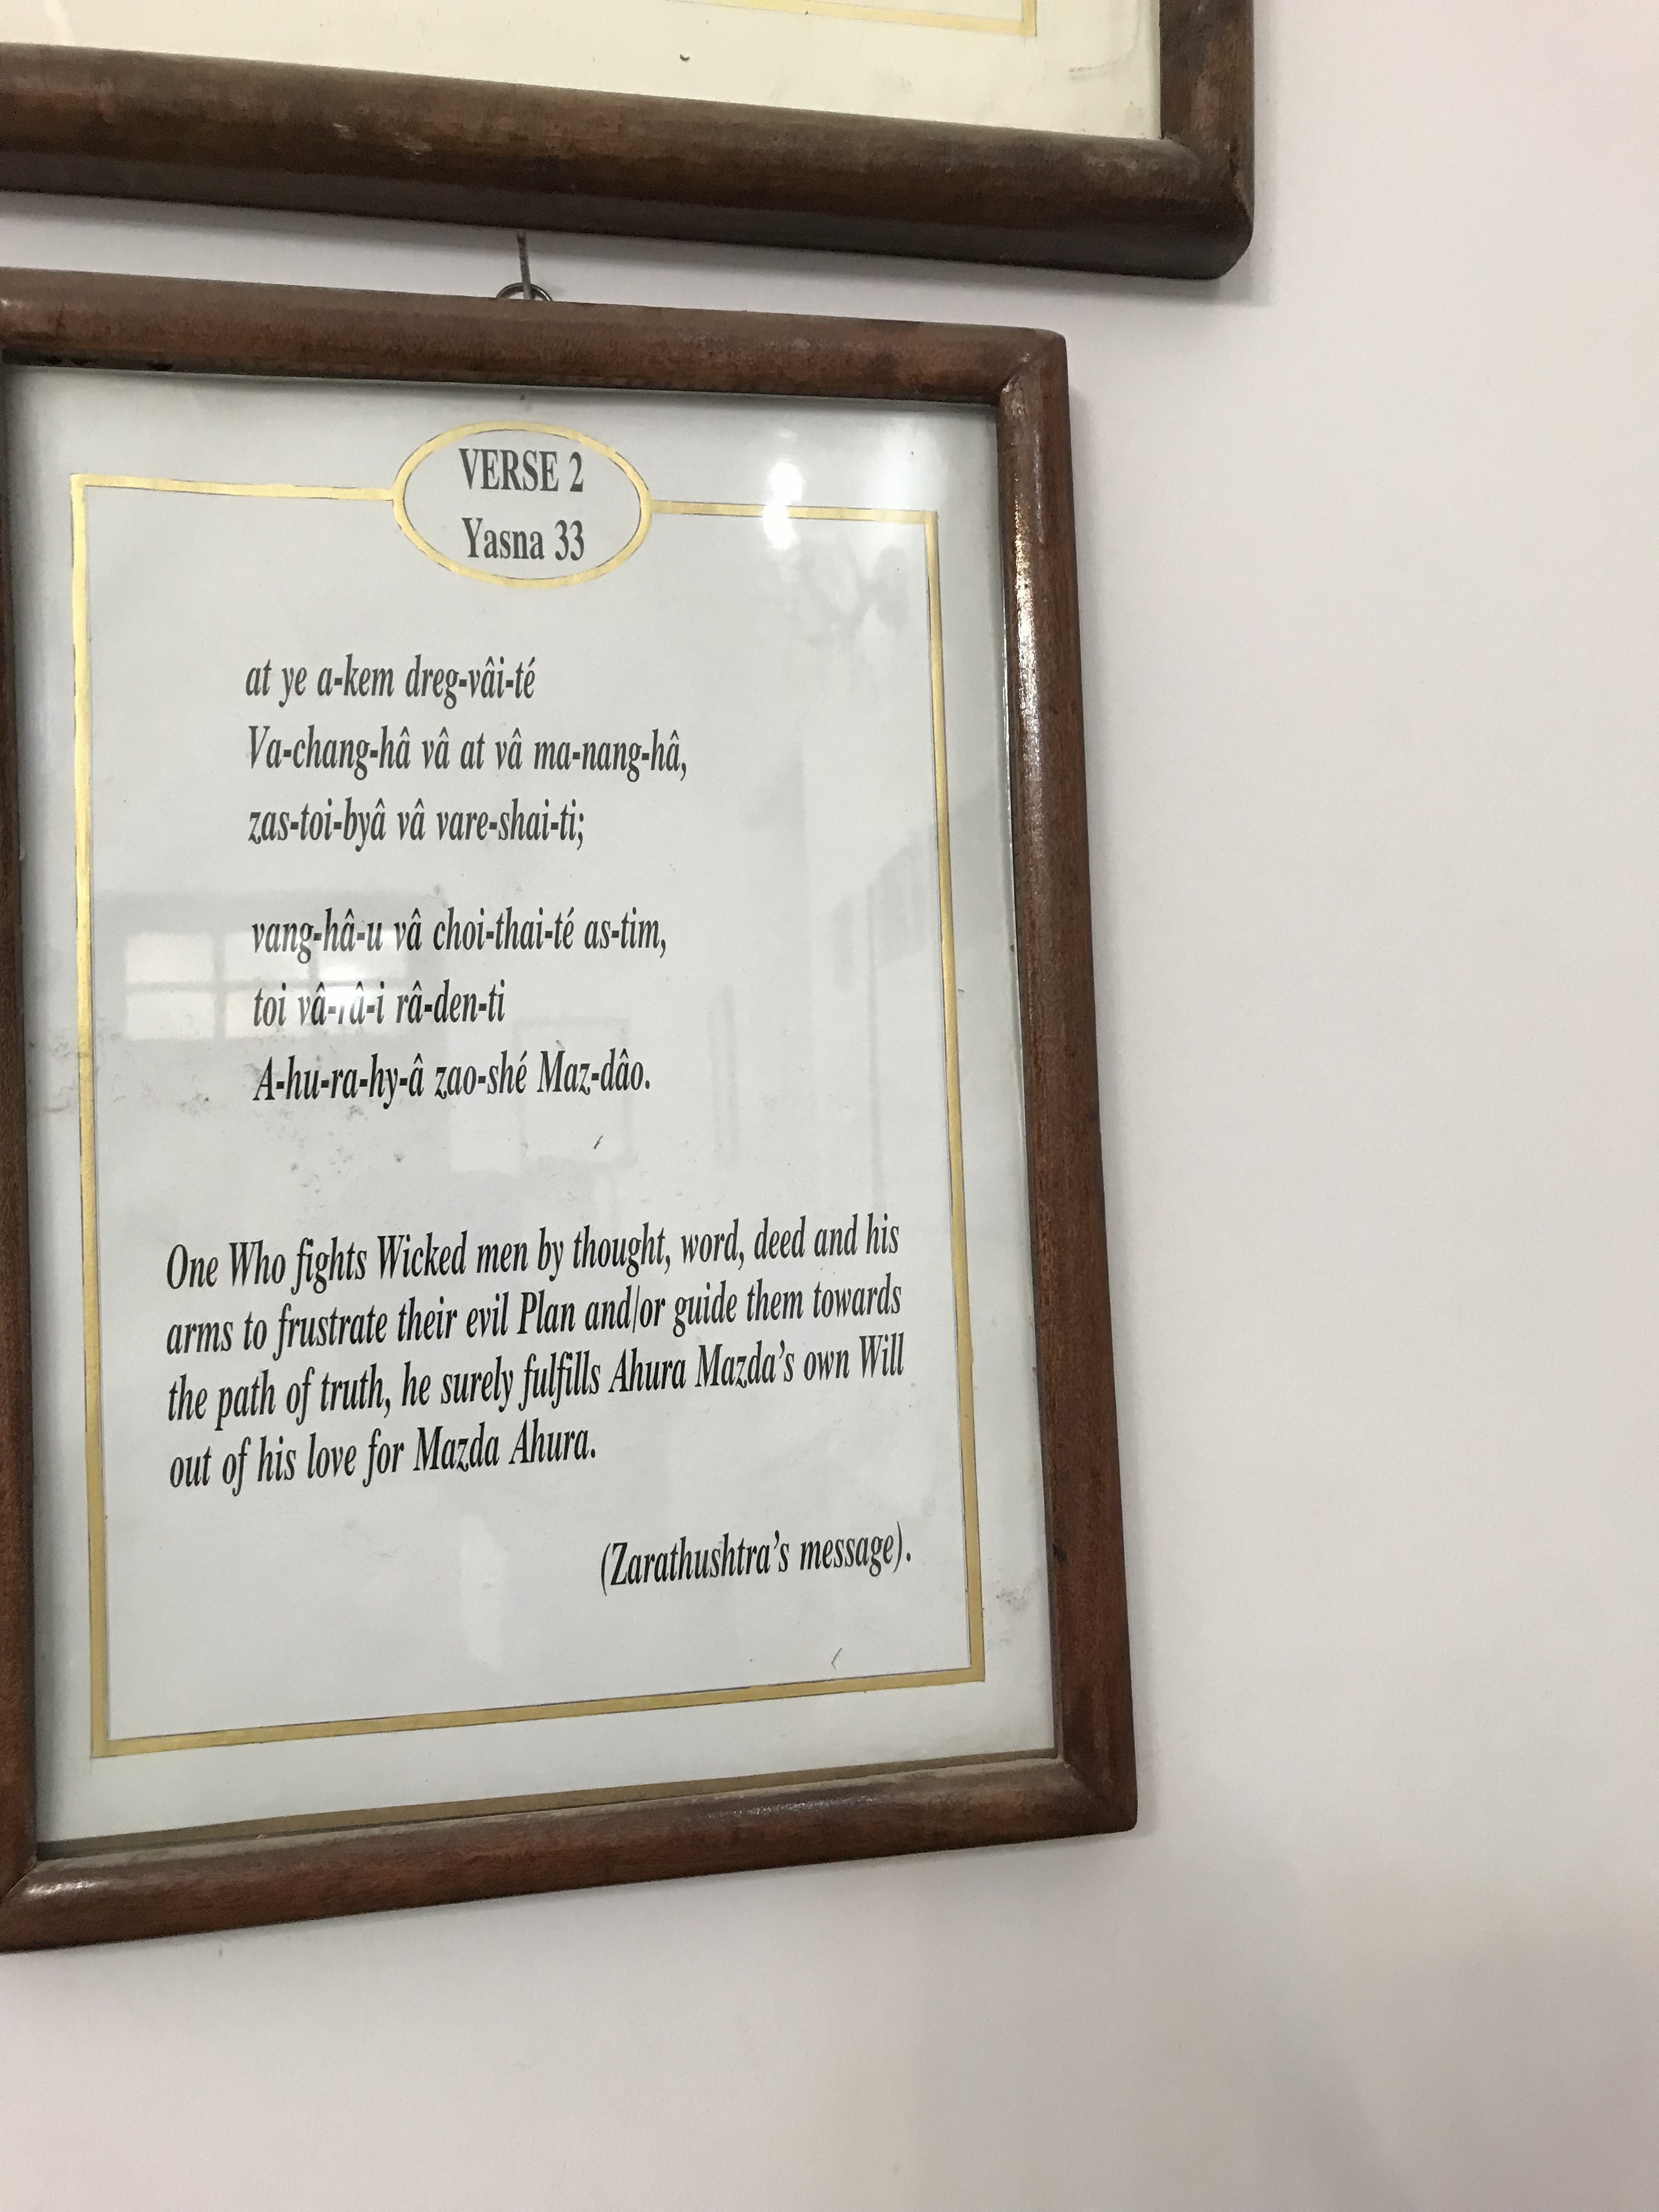 VERSE 2
Yasna 33
at ye a-kem dreg-vâi-té
Va-chang-hâ vâ at vâ ma-nang-hâ,
zas-toi-byâ vâ vare-shai-ti;
vang-hâ-u vâ choi-thai-té as-tim,
toi vâ-râ-i râ-den-ti
A-hu-ra-hy-â zao-shé Maz-dâo.
One Who fights Wicked men by thought, word, deed and his
arms to frustrate their evil Plan and/or guide them towards
the path of truth, he surely fulfills Ahura Mazda's own Will
out of his love for Mazda Ahura.
(Zarathushtra's message).